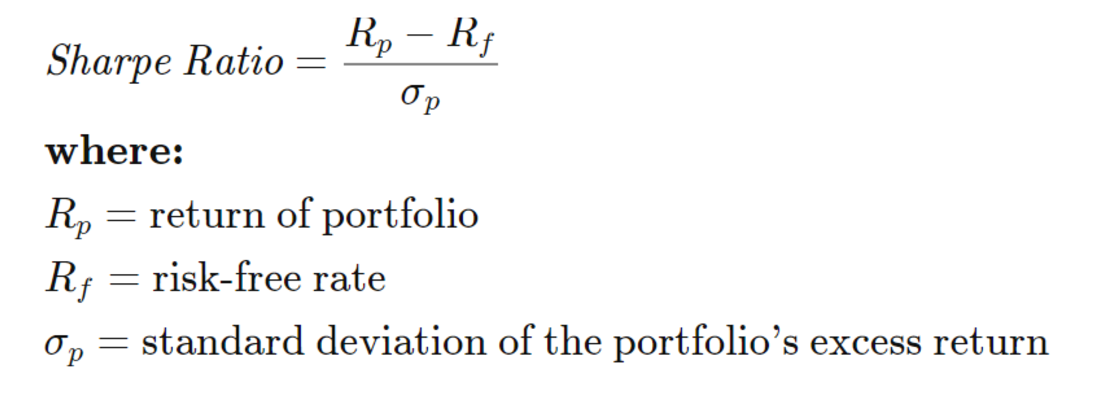 Sharpe Ratio = \frac{R_p − R_f}{σ_p}
where:
R_p = return of portfolio
R_f = risk-free rate
σ_p = standard deviation of the portfolio’s excess return